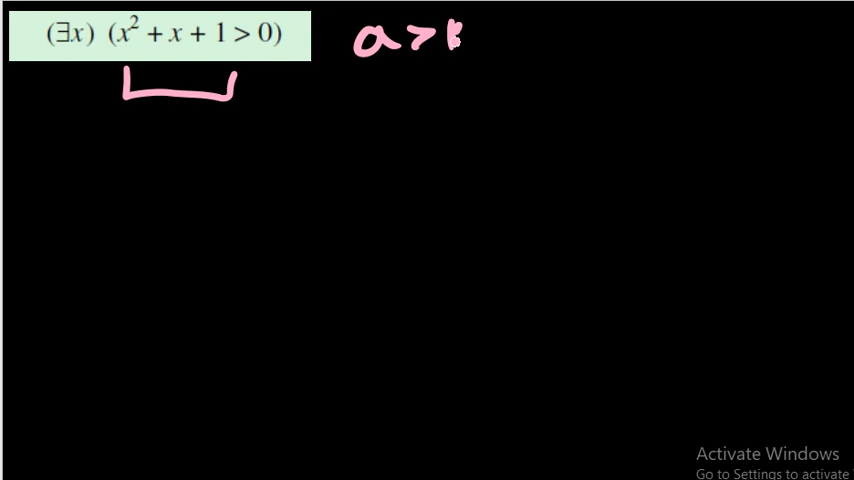 (∃x) (x² + x + 1 > 0)
a >
Activate Windows
Go to Settings to activate